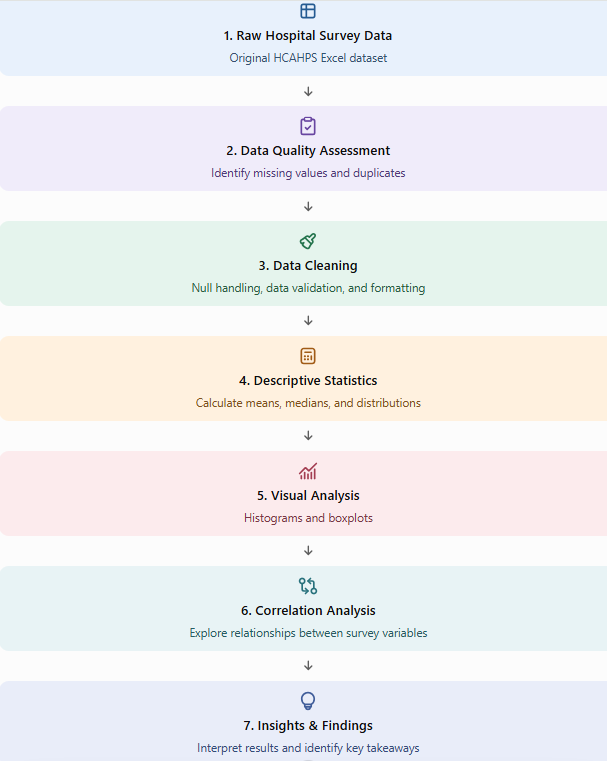 1. Raw Hospital Survey Data
Original HCAHPS Excel dataset
2. Data Quality Assessment
Identify missing values and duplicates
3. Data Cleaning
Null handling, data validation, and formatting
4. Descriptive Statistics
Calculate means, medians, and distributions
5. Visual Analysis
Histograms and boxplots
6. Correlation Analysis
Explore relationships between survey variables
7. Insights & Findings
Interpret results and identify key takeaways